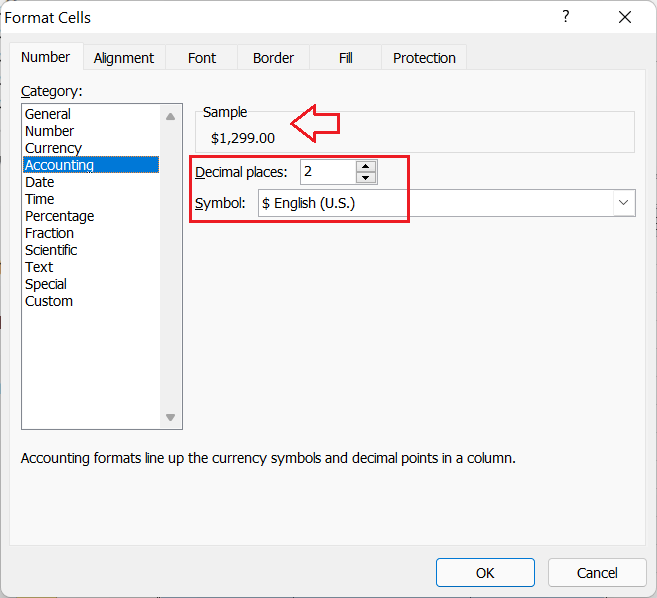 Format Cells ?
Number Alignment Font Border Fill Protection
Category:
General
Number
Currency
Accounting
Date
Time
Percentage
Fraction
Scientific
Text
Special
Custom
Sample
$1,299.00
Decimal places: 2
Symbol: $ English (U.S.)
Accounting formats line up the currency symbols and decimal points in a column.
OK Cancel